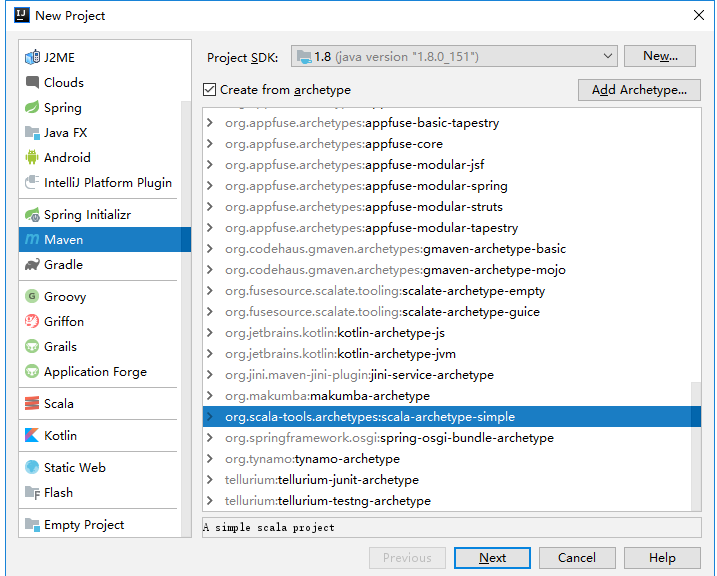 New Project
J2ME
Clouds
Spring
Java FX
Android
IntelliJ Platform Plugin
Spring Initializr
Maven
Gradle
Groovy
Griffon
Grails
Application Forge
Scala
Kotlin
Static Web
Flash
Empty Project
Project SDK: 1.8 (java version "1.8.0_151") New...
Create from archetype Add Archetype...
org.appfuse.archetypes:appfuse-basic-tapestry
org.appfuse.archetypes:appfuse-core
org.appfuse.archetypes:appfuse-modular-jsf
org.appfuse.archetypes:appfuse-modular-spring
org.appfuse.archetypes:appfuse-modular-struts
org.appfuse.archetypes:appfuse-modular-tapestry
org.codehaus.gmaven.archetypes:gmaven-archetype-basic
org.codehaus.gmaven.archetypes:gmaven-archetype-mojo
org.fusesource.scalate.tooling:scalate-archetype-empty
org.fusesource.scalate.tooling:scalate-archetype-guice
org.jetbrains.kotlin:kotlin-archetype-js
org.jetbrains.kotlin:kotlin-archetype-jvm
org.jini.maven-jini-plugin:jini-service-archetype
org.makumba:makumba-archetype
org.scala-tools.archetypes:scala-archetype-simple
org.springframework.osgi:spring-osgi-bundle-archetype
org.tynamo:tynamo-archetype
tellurium:tellurium-junit-archetype
tellurium:tellurium-testng-archetype
A simple scala project
Previous Next Cancel Help